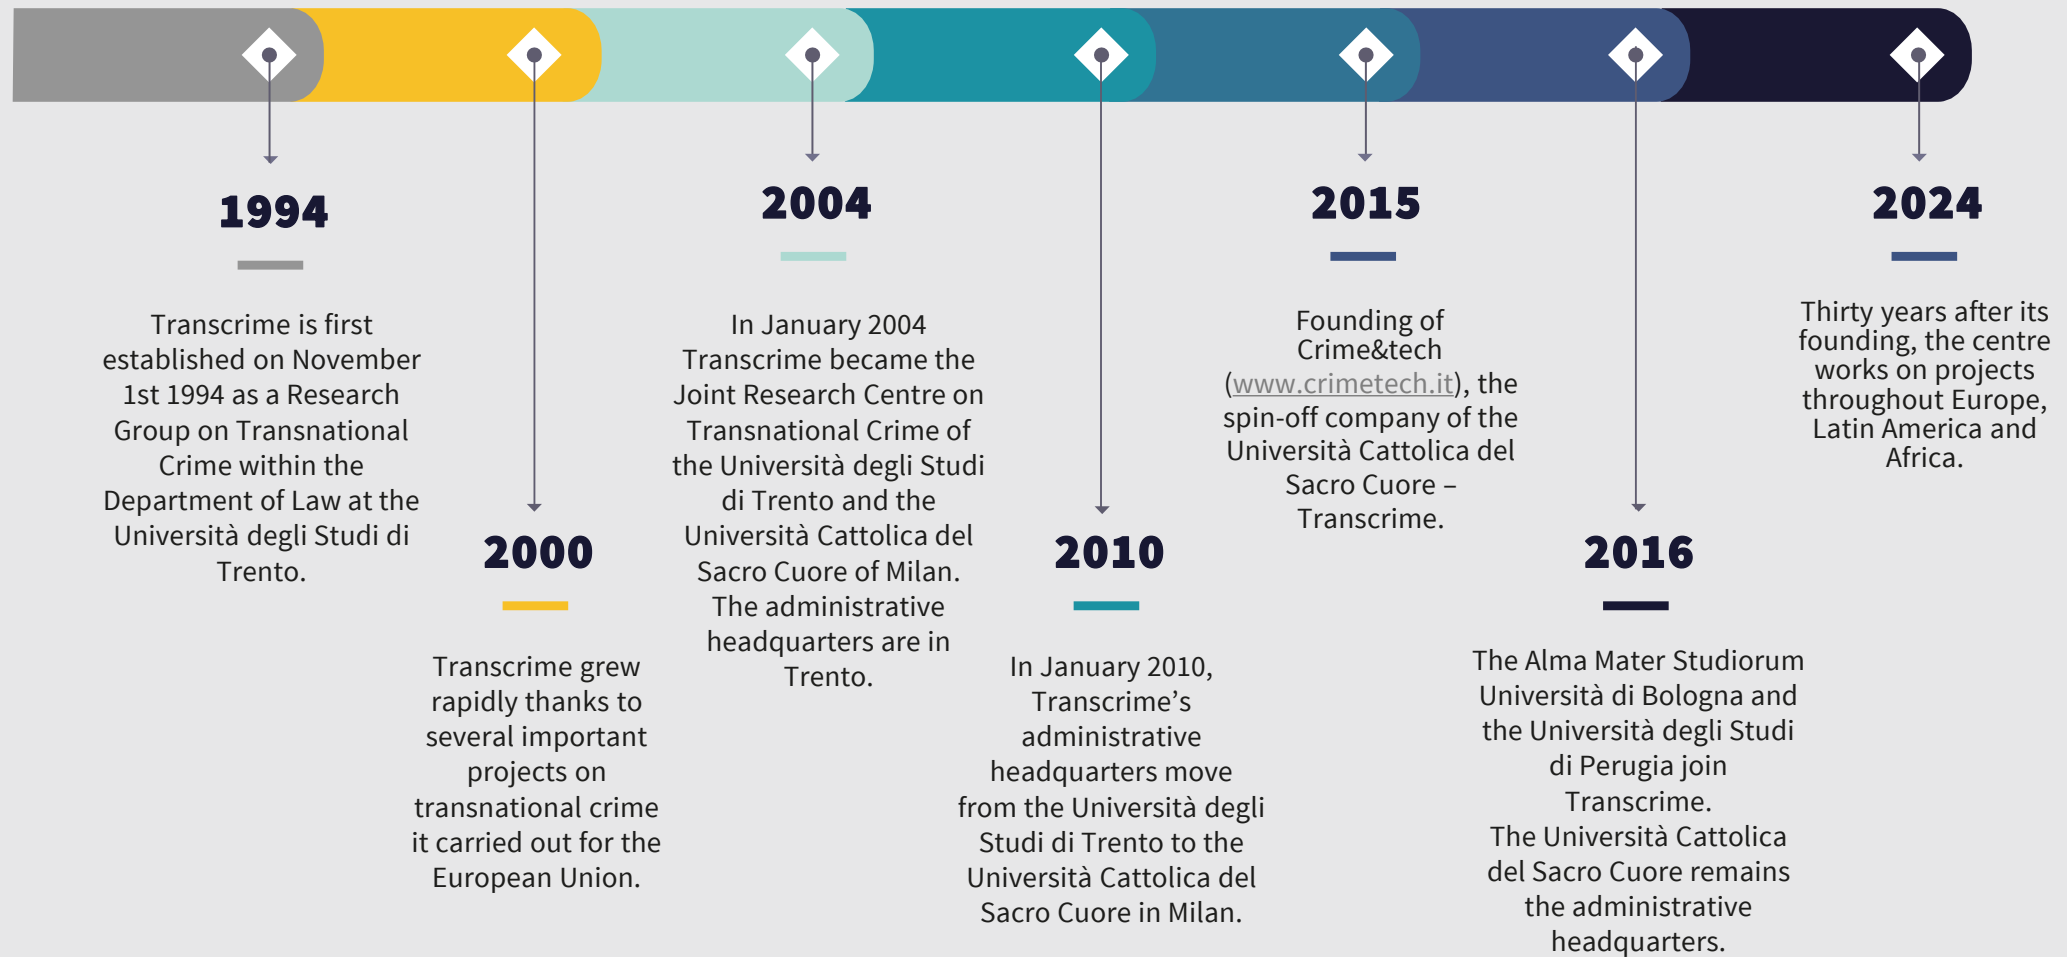 1994
Transcrime is first
established on November
1st 1994 as a Research
Group on Transnational
Crime within the
Department of Law at the
Università degli Studi di
Trento.
2000
Transcrime grew
rapidly thanks to
several important
projects on
transnational crime
it carried out for the
European Union.
2004
In January 2004
Transcrime became the
Joint Research Centre on
Transnational Crime of
the Università degli Studi
di Trento and the
Università Cattolica del
Sacro Cuore of Milan.
The administrative
headquarters are in
Trento.
2010
In January 2010,
Transcrime’s
administrative
headquarters move
from the Università degli
Studi di Trento to the
Università Cattolica del
Sacro Cuore in Milan.
2015
Founding of
Crime&tech
(www.crimetech.it), the
spin-off company of the
Università Cattolica del
Sacro Cuore –
Transcrime.
2016
The Alma Mater Studiorum
Università di Bologna and
the Università degli Studi
di Perugia join
Transcrime.
The Università Cattolica
del Sacro Cuore remains
the administrative
headquarters.
2024
Thirty years after its
founding, the centre
works on projects
throughout Europe,
Latin America and
Africa.